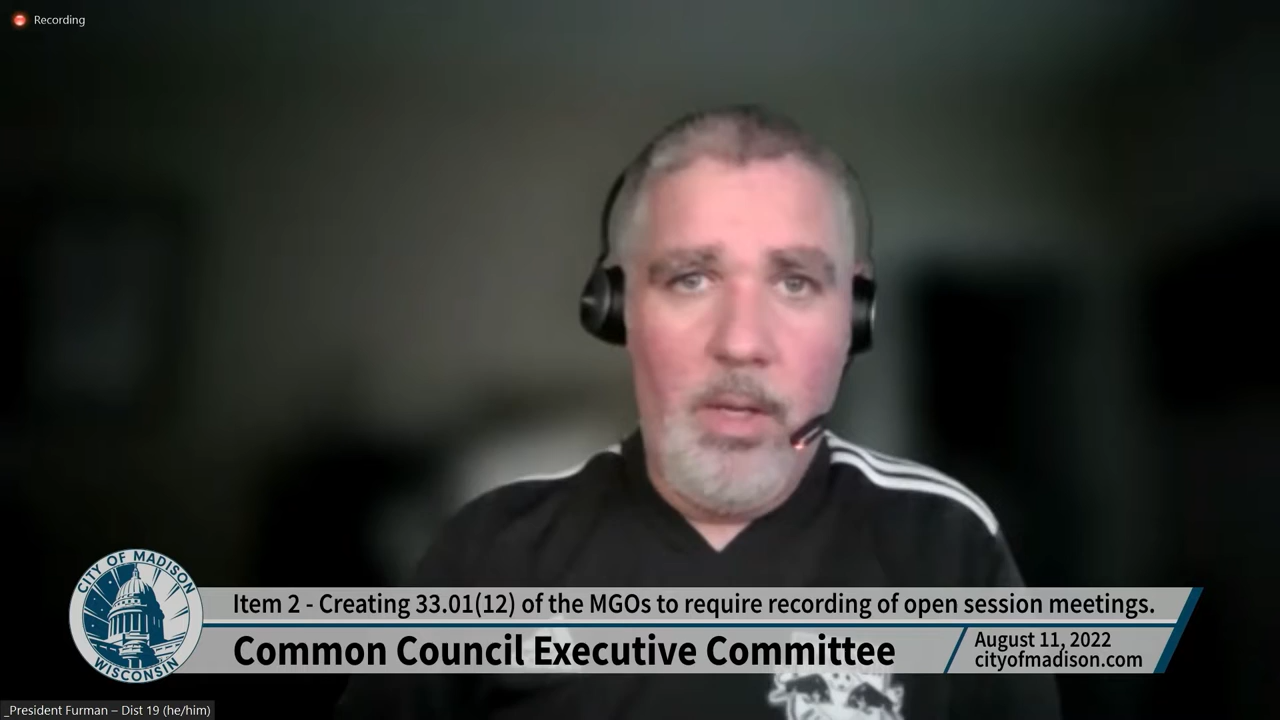 Recording
Item 2 - Creating 33.01(12) of the MGOs to require recording of open session meetings.
Common Council Executive Committee
August 11, 2022
cityofmadison.com
CITY OF MADISON
WISCONSIN
_President Furman – Dist 19 (he/him)